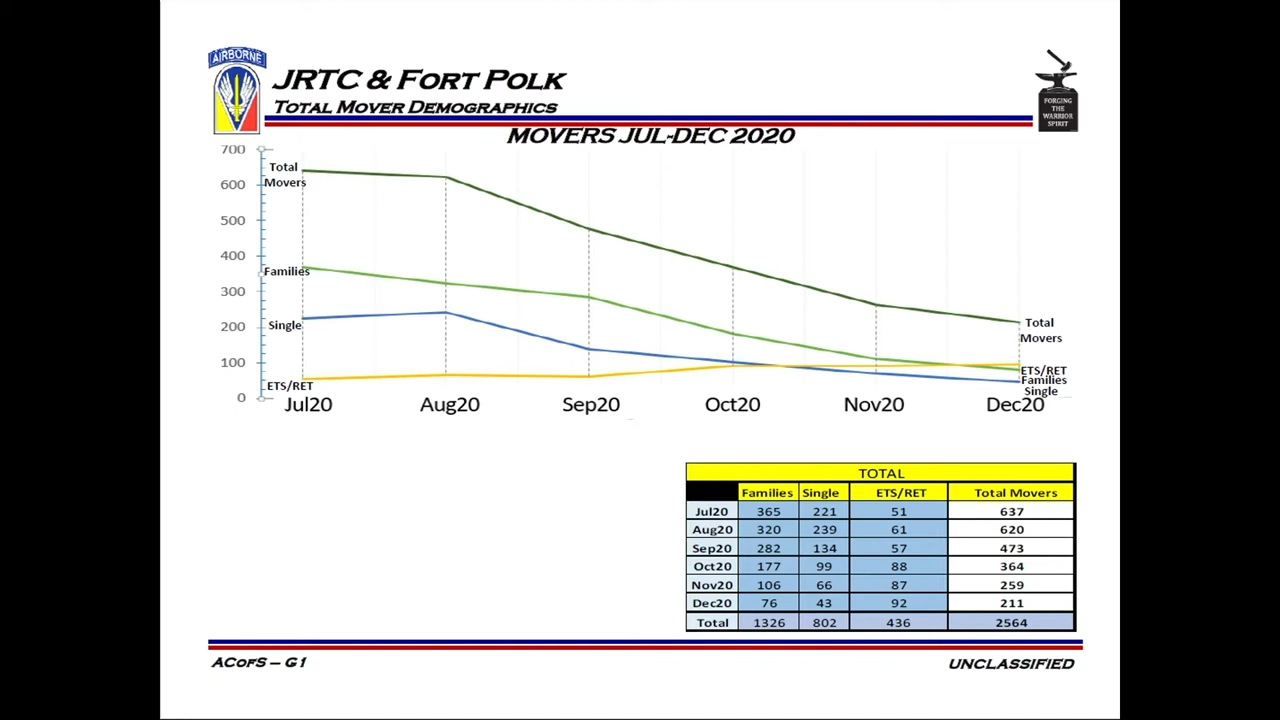 AIRBORNE
JRTC & FORT POLK
TOTAL MOVER DEMOGRAPHICS
FORGING
THE
WARRIOR
SPIRIT
MOVERS JUL-DEC 2020
700
600
500
400
300
200
100
0
Total
Movers
Families
Single
ETS/RET
Total
Movers
ETS/RET
Families
Single
Jul20 Aug20 Sep20 Oct20 Nov20 Dec20
TOTAL
Families Single ETS/RET Total Movers
Jul20 365 221 51 637
Aug20 320 239 61 620
Sep20 282 134 57 473
Oct20 177 99 88 364
Nov20 106 66 87 259
Dec20 76 43 92 211
Total 1326 802 436 2564
ACOFS – G1
UNCLASSIFIED